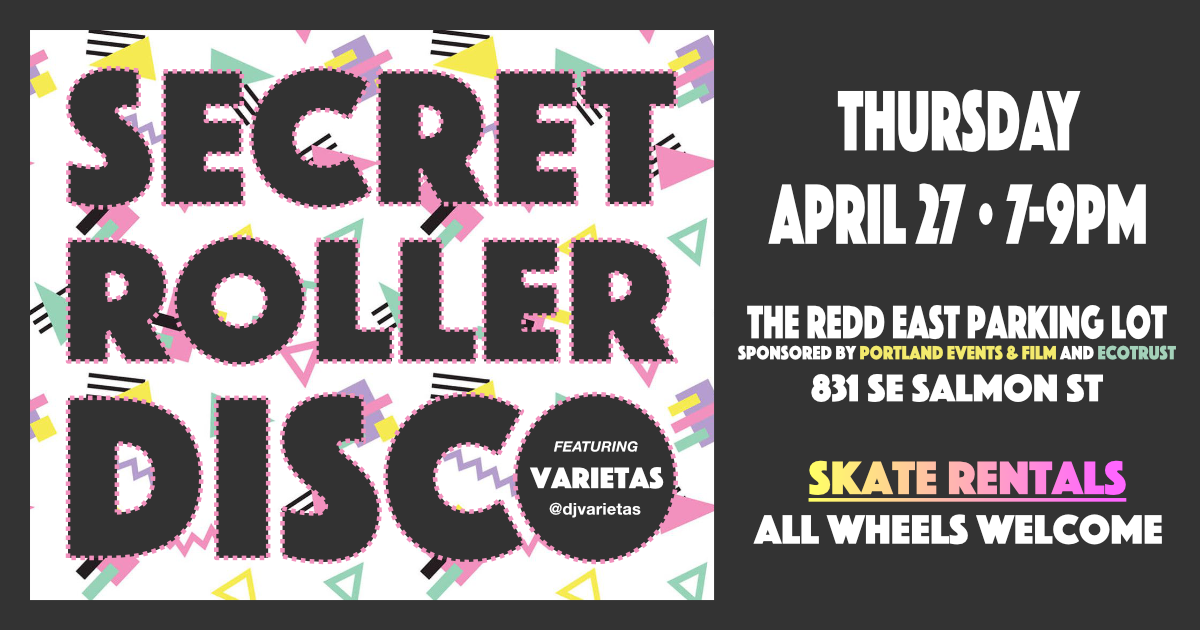 SECRET
ROLLER
DISCO
FEATURING
VARIETAS
@djvarietas
THURSDAY
APRIL 27 • 7-9PM
THE REDD EAST PARKING LOT
SPONSORED BY PORTLAND EVENTS & FILM AND ECOTRUST
831 SE SALMON ST
SKATE RENTALS
ALL WHEELS WELCOME